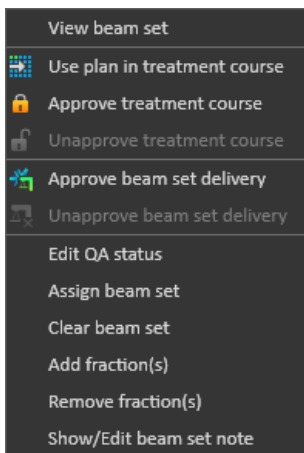 View beam set
Use plan in treatment course
Approve treatment course
Unapprove treatment course
Approve beam set delivery
Unapprove beam set delivery
Edit QA status
Assign beam set
Clear beam set
Add fraction(s)
Remove fraction(s)
Show/Edit beam set note